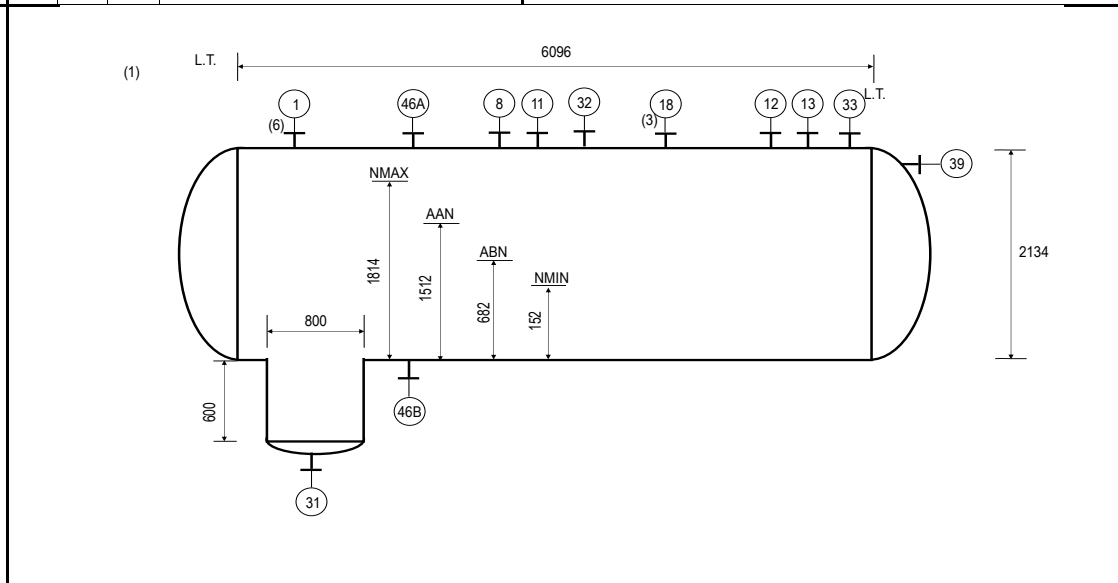 6096
L.T.
(1)
1
46A
8
11
32
18
12
13
33
L.T.
(6)
(3)
39
NMAX
AAN
ABN
NMIN
2134
1814
1512
682
152
800
600
46B
31